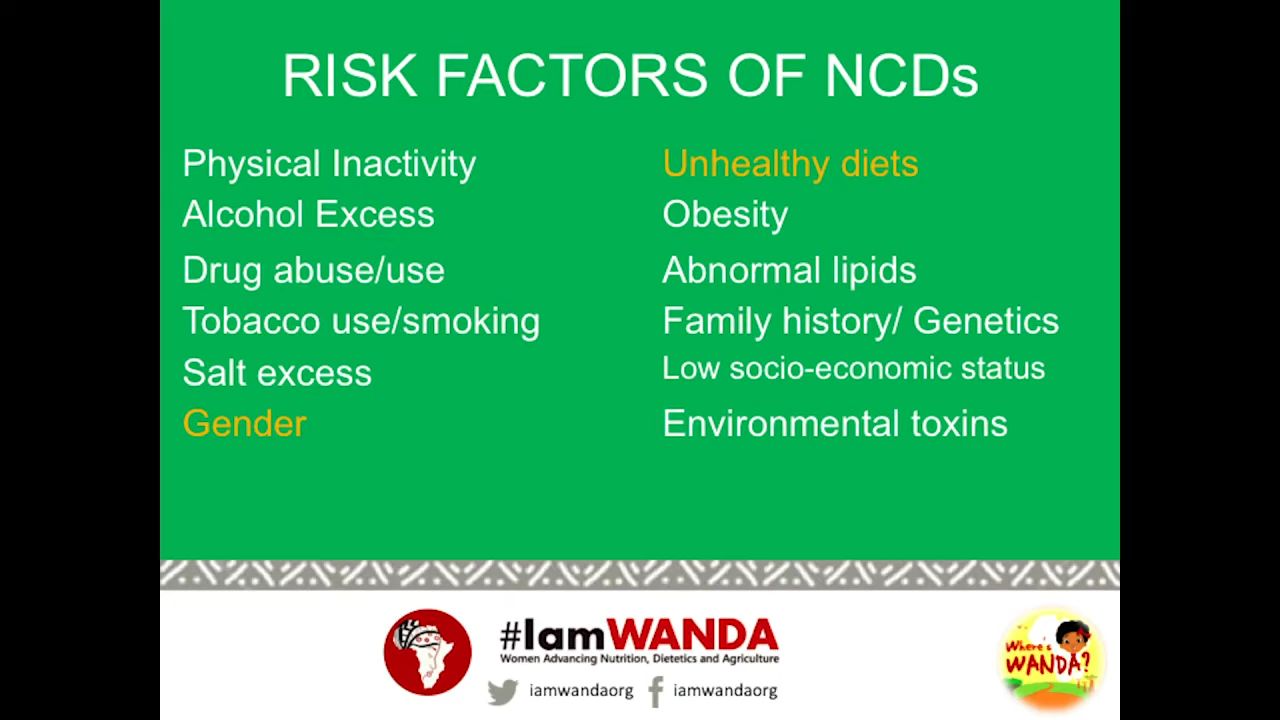 RISK FACTORS OF NCDs
Physical Inactivity
Alcohol Excess
Drug abuse/use
Tobacco use/smoking
Salt excess
Gender
Unhealthy diets
Obesity
Abnormal lipids
Family history/ Genetics
Low socio-economic status
Environmental toxins
#IamWANDA
Women Advancing Nutrition, Dietetics and Agriculture
iamwandaorg
iamwandaorg
Where's
WANDA?